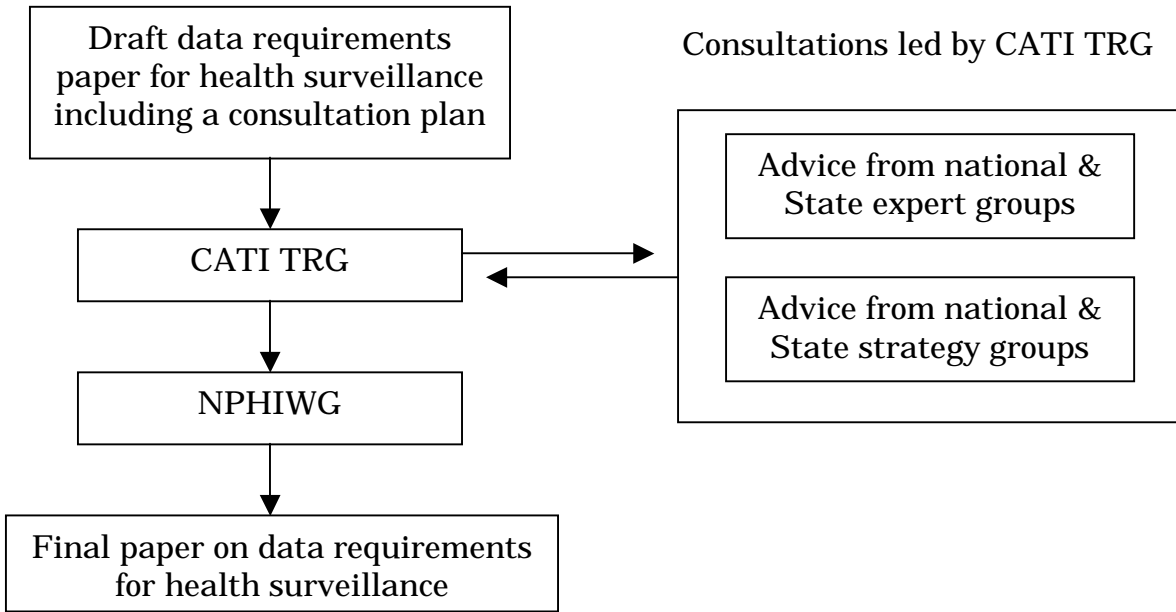 Draft data requirements
paper for health surveillance
including a consultation plan
Consultations led by CATI TRG
Advice from national &
State expert groups
CATI TRG
Advice from national &
State strategy groups
NPHIWG
Final paper on data requirements
for health surveillance